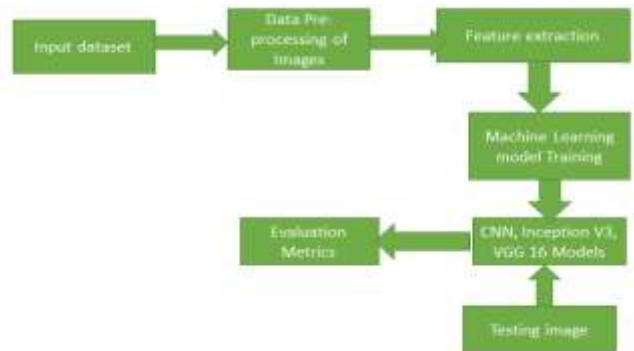 Input dataset
Data Pre-
processing of
Images
Feature extraction
Machine Learning
model Training
CNN, Inception V3,
VGG 16 Models
Evaluation
Metrics
Testing image